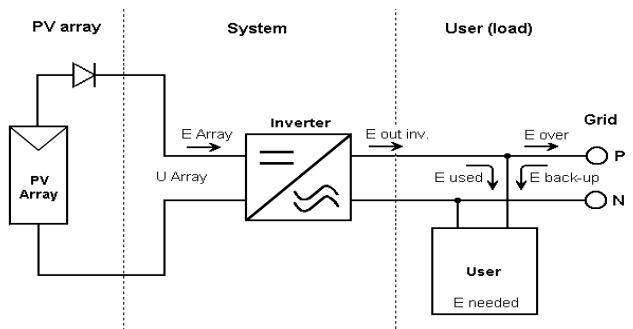 PV array
System
User (load)
PV
Array
E Array
U Array
Inverter
E out inv.
E over
Grid
P
E used
E back-up
N
User
E needed